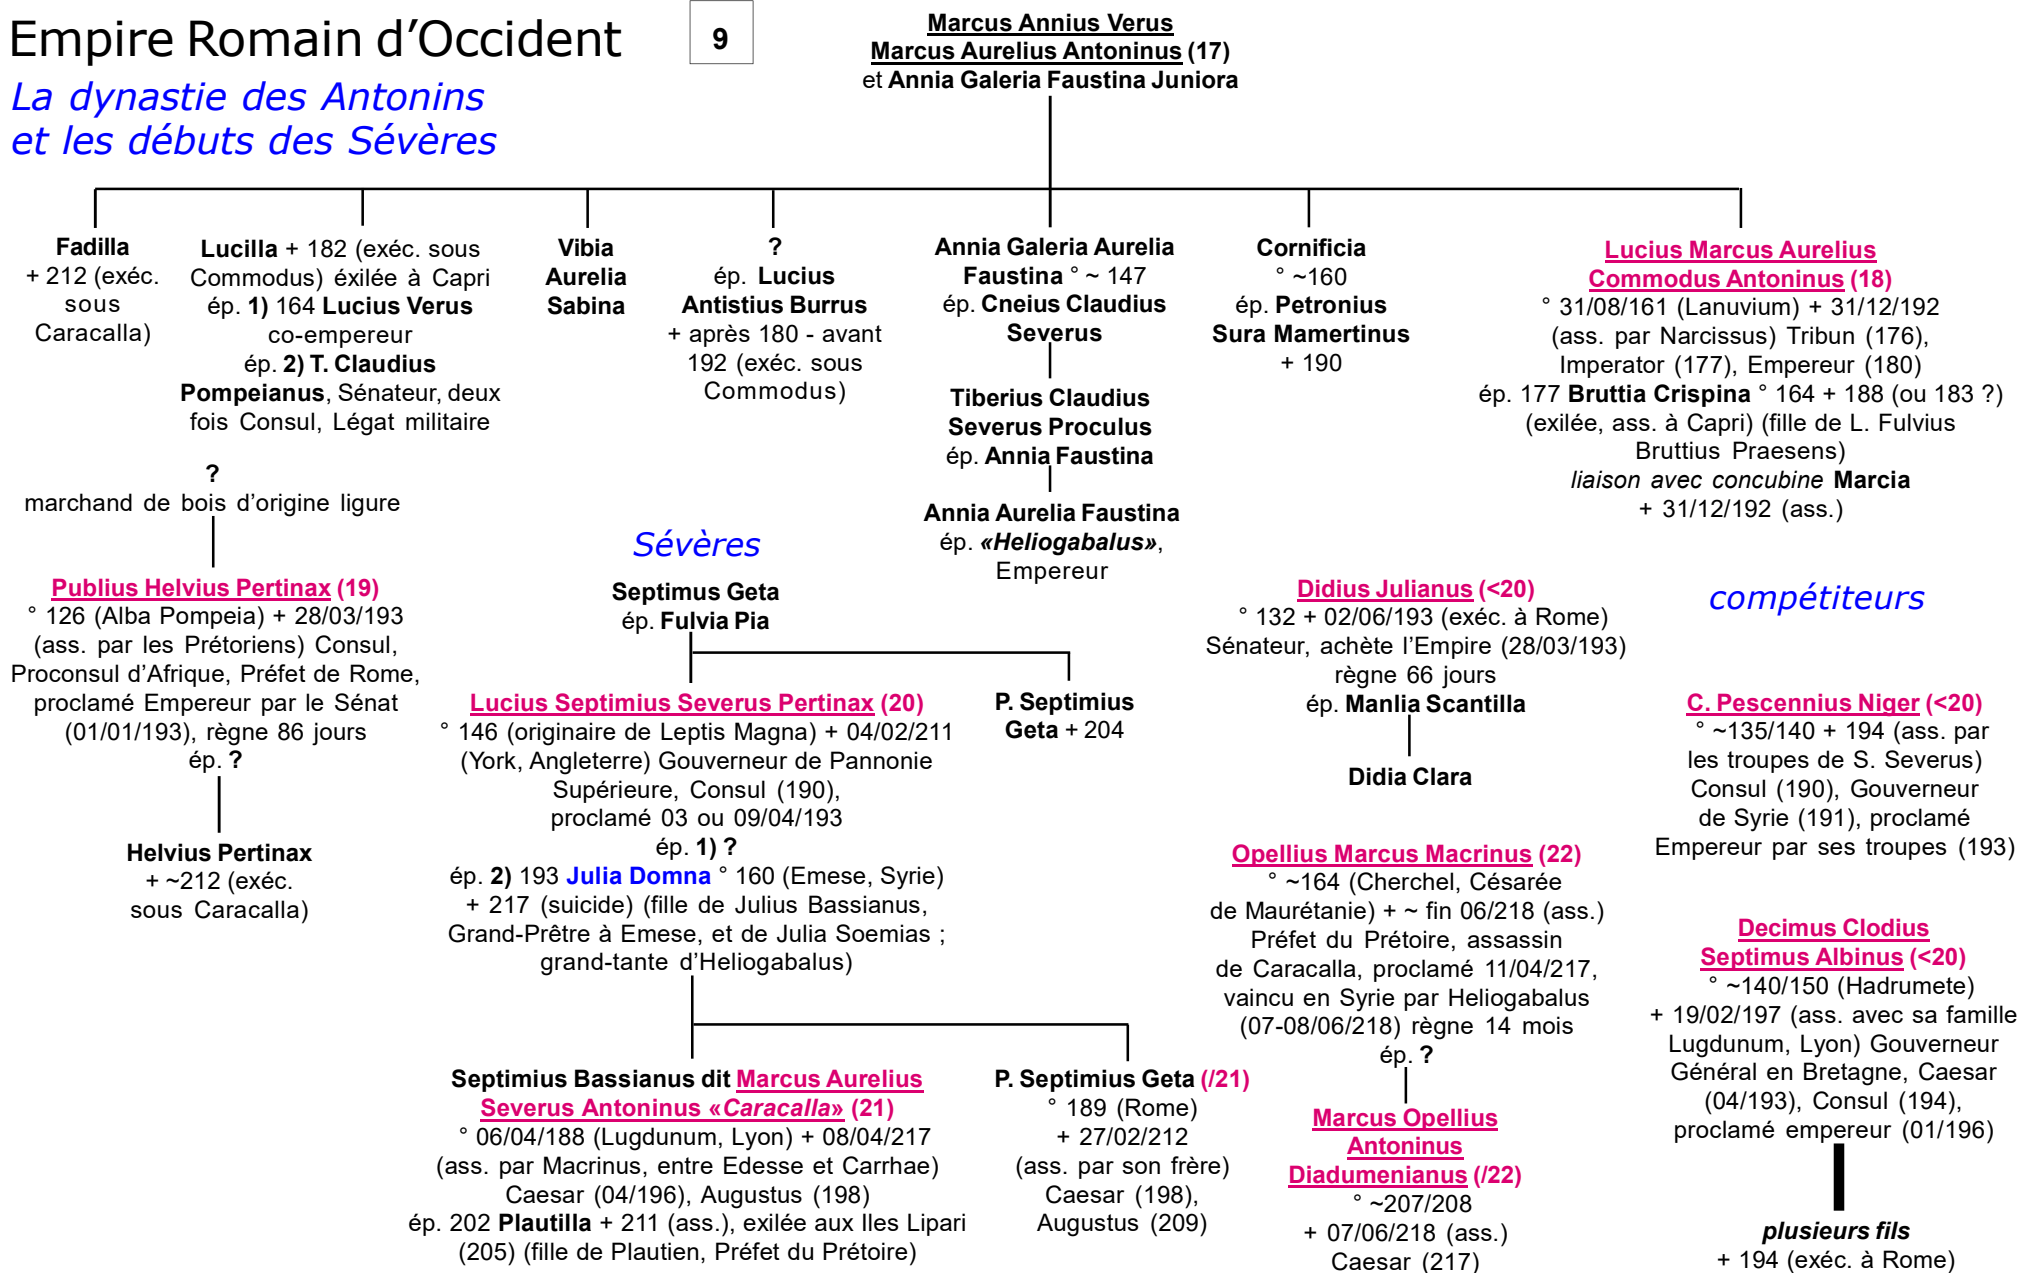 Empire Romain d’Occident
9
La dynastie des Antonins
et les débuts des Sévères
Marcus Annius Verus
Marcus Aurelius Antoninus (17)
et Annia Galeria Faustina Juniora
Fadilla
+ 212 (exéc.
sous
Caracalla)
Lucilla + 182 (exéc. sous
Commodus) éxilée à Capri
ép. 1) 164 Lucius Verus
co-empereur
ép. 2) T. Claudius
Pompeianus, Sénateur, deux
fois Consul, Légat militaire
Vibia
Aurelia
Sabina
?
ép. Lucius
Antistius Burrus
+ après 180 - avant
192 (exéc. sous
Commodus)
Annia Galeria Aurelia
Faustina ° ~ 147
ép. Cneius Claudius
Severus
Tiberius Claudius
Severus Proculus
ép. Annia Faustina
Annia Aurelia Faustina
ép. «Heliogabalus»,
Empereur
Cornificia
° ~160
ép. Petronius
Sura Mamertinus
+ 190
Lucius Marcus Aurelius
Commodus Antoninus (18)
° 31/08/161 (Lanuvium) + 31/12/192
(ass. par Narcissus) Tribun (176),
Imperator (177), Empereur (180)
ép. 177 Bruttia Crispina ° 164 + 188 (ou 183 ?)
(exilée, ass. à Capri) (fille de L. Fulvius
Bruttius Praesens)
liaison avec concubine Marcia
+ 31/12/192 (ass.)
?
marchand de bois d’origine ligure
Publius Helvius Pertinax (19)
° 126 (Alba Pompeia) + 28/03/193
(ass. par les Prétoriens) Consul,
Proconsul d’Afrique, Préfet de Rome,
proclamé Empereur par le Sénat
(01/01/193), règne 86 jours
ép. ?
Helvius Pertinax
+ ~212 (exéc.
sous Caracalla)
Sévères
Septimus Geta
ép. Fulvia Pia
Lucius Septimius Severus Pertinax (20)
° 146 (originaire de Leptis Magna) + 04/02/211
(York, Angleterre) Gouverneur de Pannonie
Supérieure, Consul (190),
proclamé 03 ou 09/04/193
ép. 1) ?
ép. 2) 193 Julia Domna ° 160 (Emese, Syrie)
+ 217 (suicide) (fille de Julius Bassianus,
Grand-Prêtre à Emese, et de Julia Soemias ;
grand-tante d’Heliogabalus)
P. Septimius
Geta + 204
Septimius Bassianus dit Marcus Aurelius
Severus Antoninus «Caracalla» (21)
° 06/04/188 (Lugdunum, Lyon) + 08/04/217
(ass. par Macrinus, entre Edesse et Carrhae)
Caesar (04/196), Augustus (198)
ép. 202 Plautilla + 211 (ass.), exilée aux Iles Lipari
(205) (fille de Plautien, Préfet du Prétoire)
P. Septimius Geta (/21)
° 189 (Rome)
+ 27/02/212
(ass. par son frère)
Caesar (198),
Augustus (209)
Didius Julianus (<20)
° 132 + 02/06/193 (exéc. à Rome)
Sénateur, achète l’Empire (28/03/193)
règne 66 jours
ép. Manlia Scantilla
Didia Clara
Opellius Marcus Macrinus (22)
° ~164 (Cherchel, Césarée
de Maurétanie) + ~ fin 06/218 (ass.)
Préfet du Prétoire, assassin
de Caracalla, proclamé 11/04/217,
vaincu en Syrie par Heliogabalus
(07-08/06/218) règne 14 mois
ép. ?
Marcus Opellius
Antoninus
Diadumenianus (/22)
° ~207/208
+ 07/06/218 (ass.)
Caesar (217)
compétiteurs
C. Pescennius Niger (<20)
° ~135/140 + 194 (ass. par
les troupes de S. Severus)
Consul (190), Gouverneur
de Syrie (191), proclamé
Empereur par ses troupes (193)
Decimus Clodius
Septimus Albinus (<20)
° ~140/150 (Hadrumete)
+ 19/02/197 (ass. avec sa famille
Lugdunum, Lyon) Gouverneur
Général en Bretagne, Caesar
(04/193), Consul (194),
proclamé empereur (01/196)
plusieurs fils
+ 194 (exéc. à Rome)